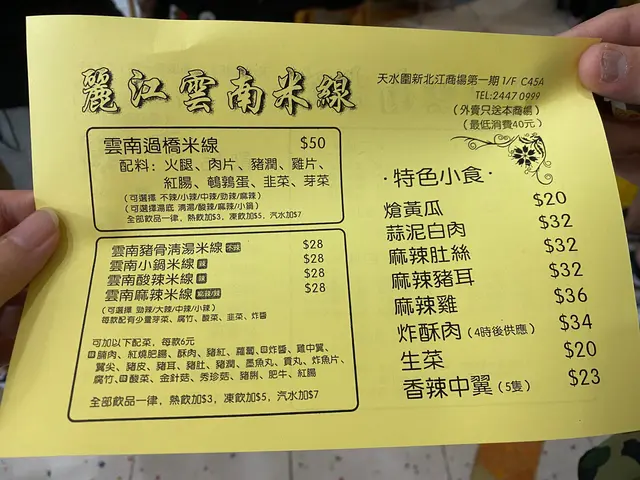 麗江雲南米線
天水圍新北江商場第一期1/F C45A
TEL:2447 0999
（外賣只送本商場）
（最低消費40元）
雲南過橋米線 $50
配料：火腿、肉片、豬潤、雞片、
紅腸、鵪鶉蛋、韭菜、芽菜
（可選擇 不辣/小辣/中辣/勁辣/麻辣）
（可選擇湯底 清湯/酸辣/麻辣/小鍋）
全部飲品一律，熱飲加$3，凍飲加$5，汽水加$7
雲南豬骨清湯米線 不辣 $28
雲南小鍋米線 辣 $28
雲南酸辣米線 辣 $28
雲南麻辣米線 $28
（可選擇 勁辣/大辣/中辣/小辣）
每款配有少量芽菜、腐竹、酸菜、韭菜、炸醬
可加以下配菜，每款6元
腩肉、紅燒肥腸、酥肉、豬紅、蘿蔔、炸醬、雞中翼、
翼尖、豬皮、豬耳、豬肚、豬潤、墨魚丸、貢丸、炸魚片、
腐竹、酸菜、金針菇、秀珍菇、豬脷、肥牛、紅腸
全部飲品一律，熱飲加$3，凍飲加$5，汽水加$7
·特色小食·
熗黃瓜 $20
蒜泥白肉 $32
麻辣肚絲 $32
麻辣豬耳 $32
麻辣雞 $36
炸酥肉（4時後供應） $34
生菜 $20
香辣中翼（5隻） $23